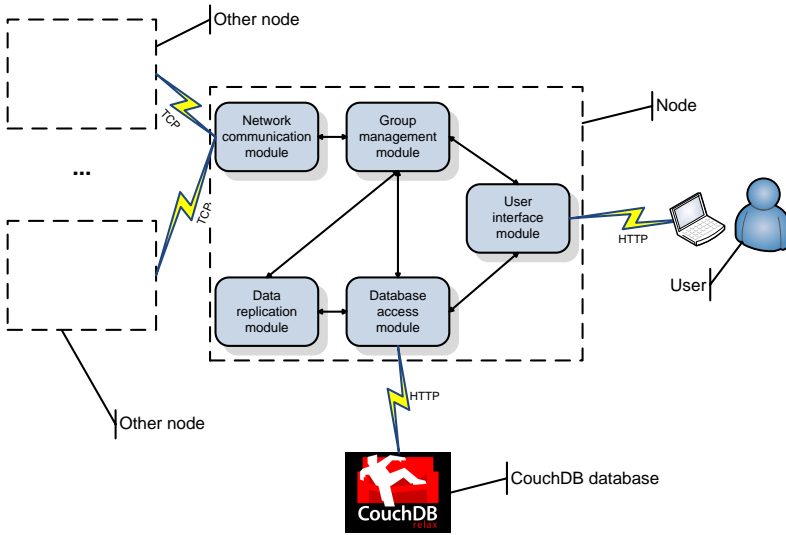 Other node
TCP
Network
communication
module
Group
management
module
Node
...
TCP
User
interface
module
HTTP
User
Data
replication
module
Database
access
module
HTTP
Other node
CouchDB
relax
CouchDB database